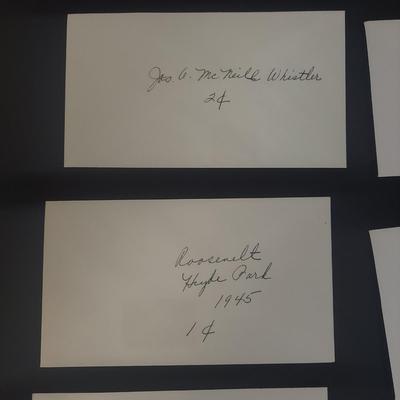 Jas. A. McNeill Whistler
2¢
Roosevelt
Hyde Park
1945
1¢